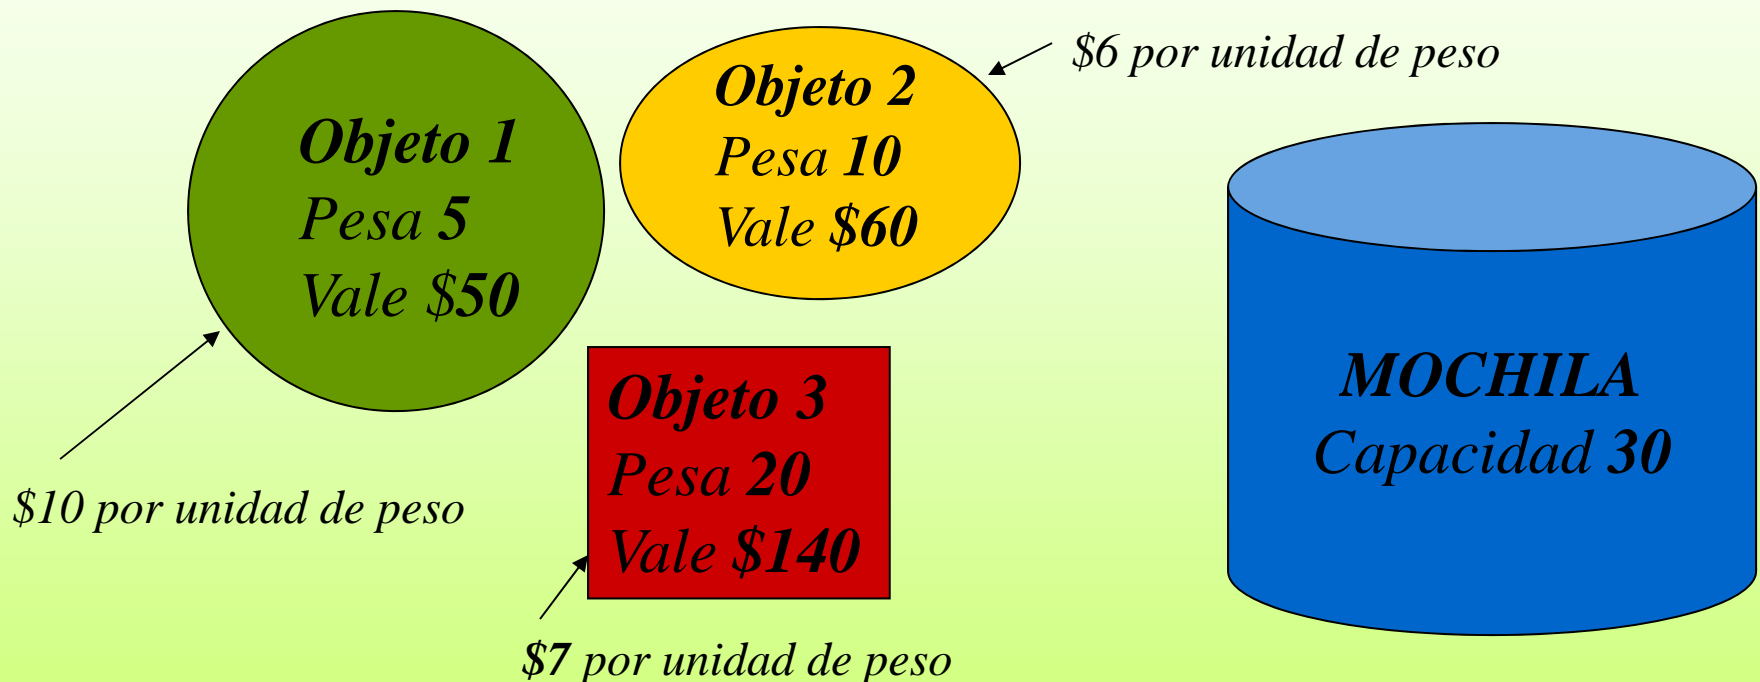 $6 por unidad de peso
Objeto 1
Pesa 5
Vale $50
Objeto 2
Pesa 10
Vale $60
$10 por unidad de peso
Objeto 3
Pesa 20
Vale $140
$7 por unidad de peso
MOCHILA
Capacidad 30